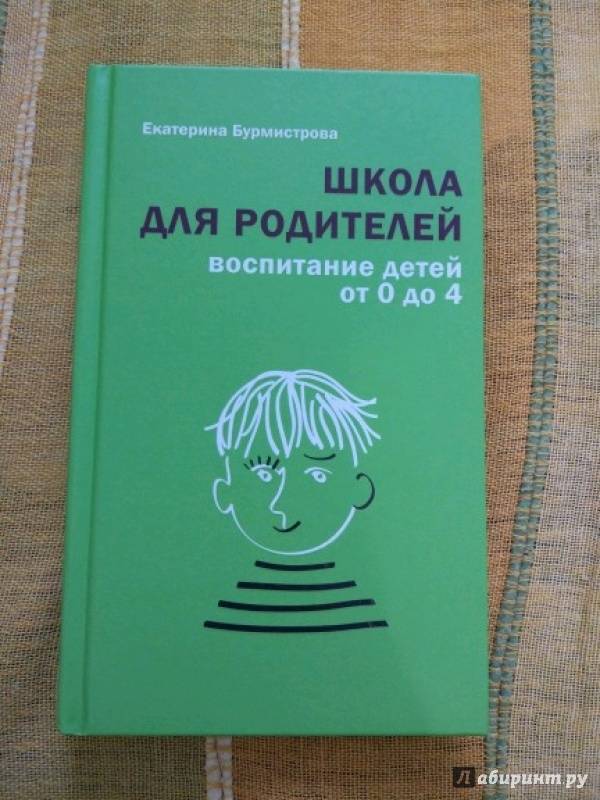 Екатерина Бурмистрова
ШКОЛА
ДЛЯ РОДИТЕЛЕЙ
воспитание детей
от 0 до 4
Лабиринт.ру